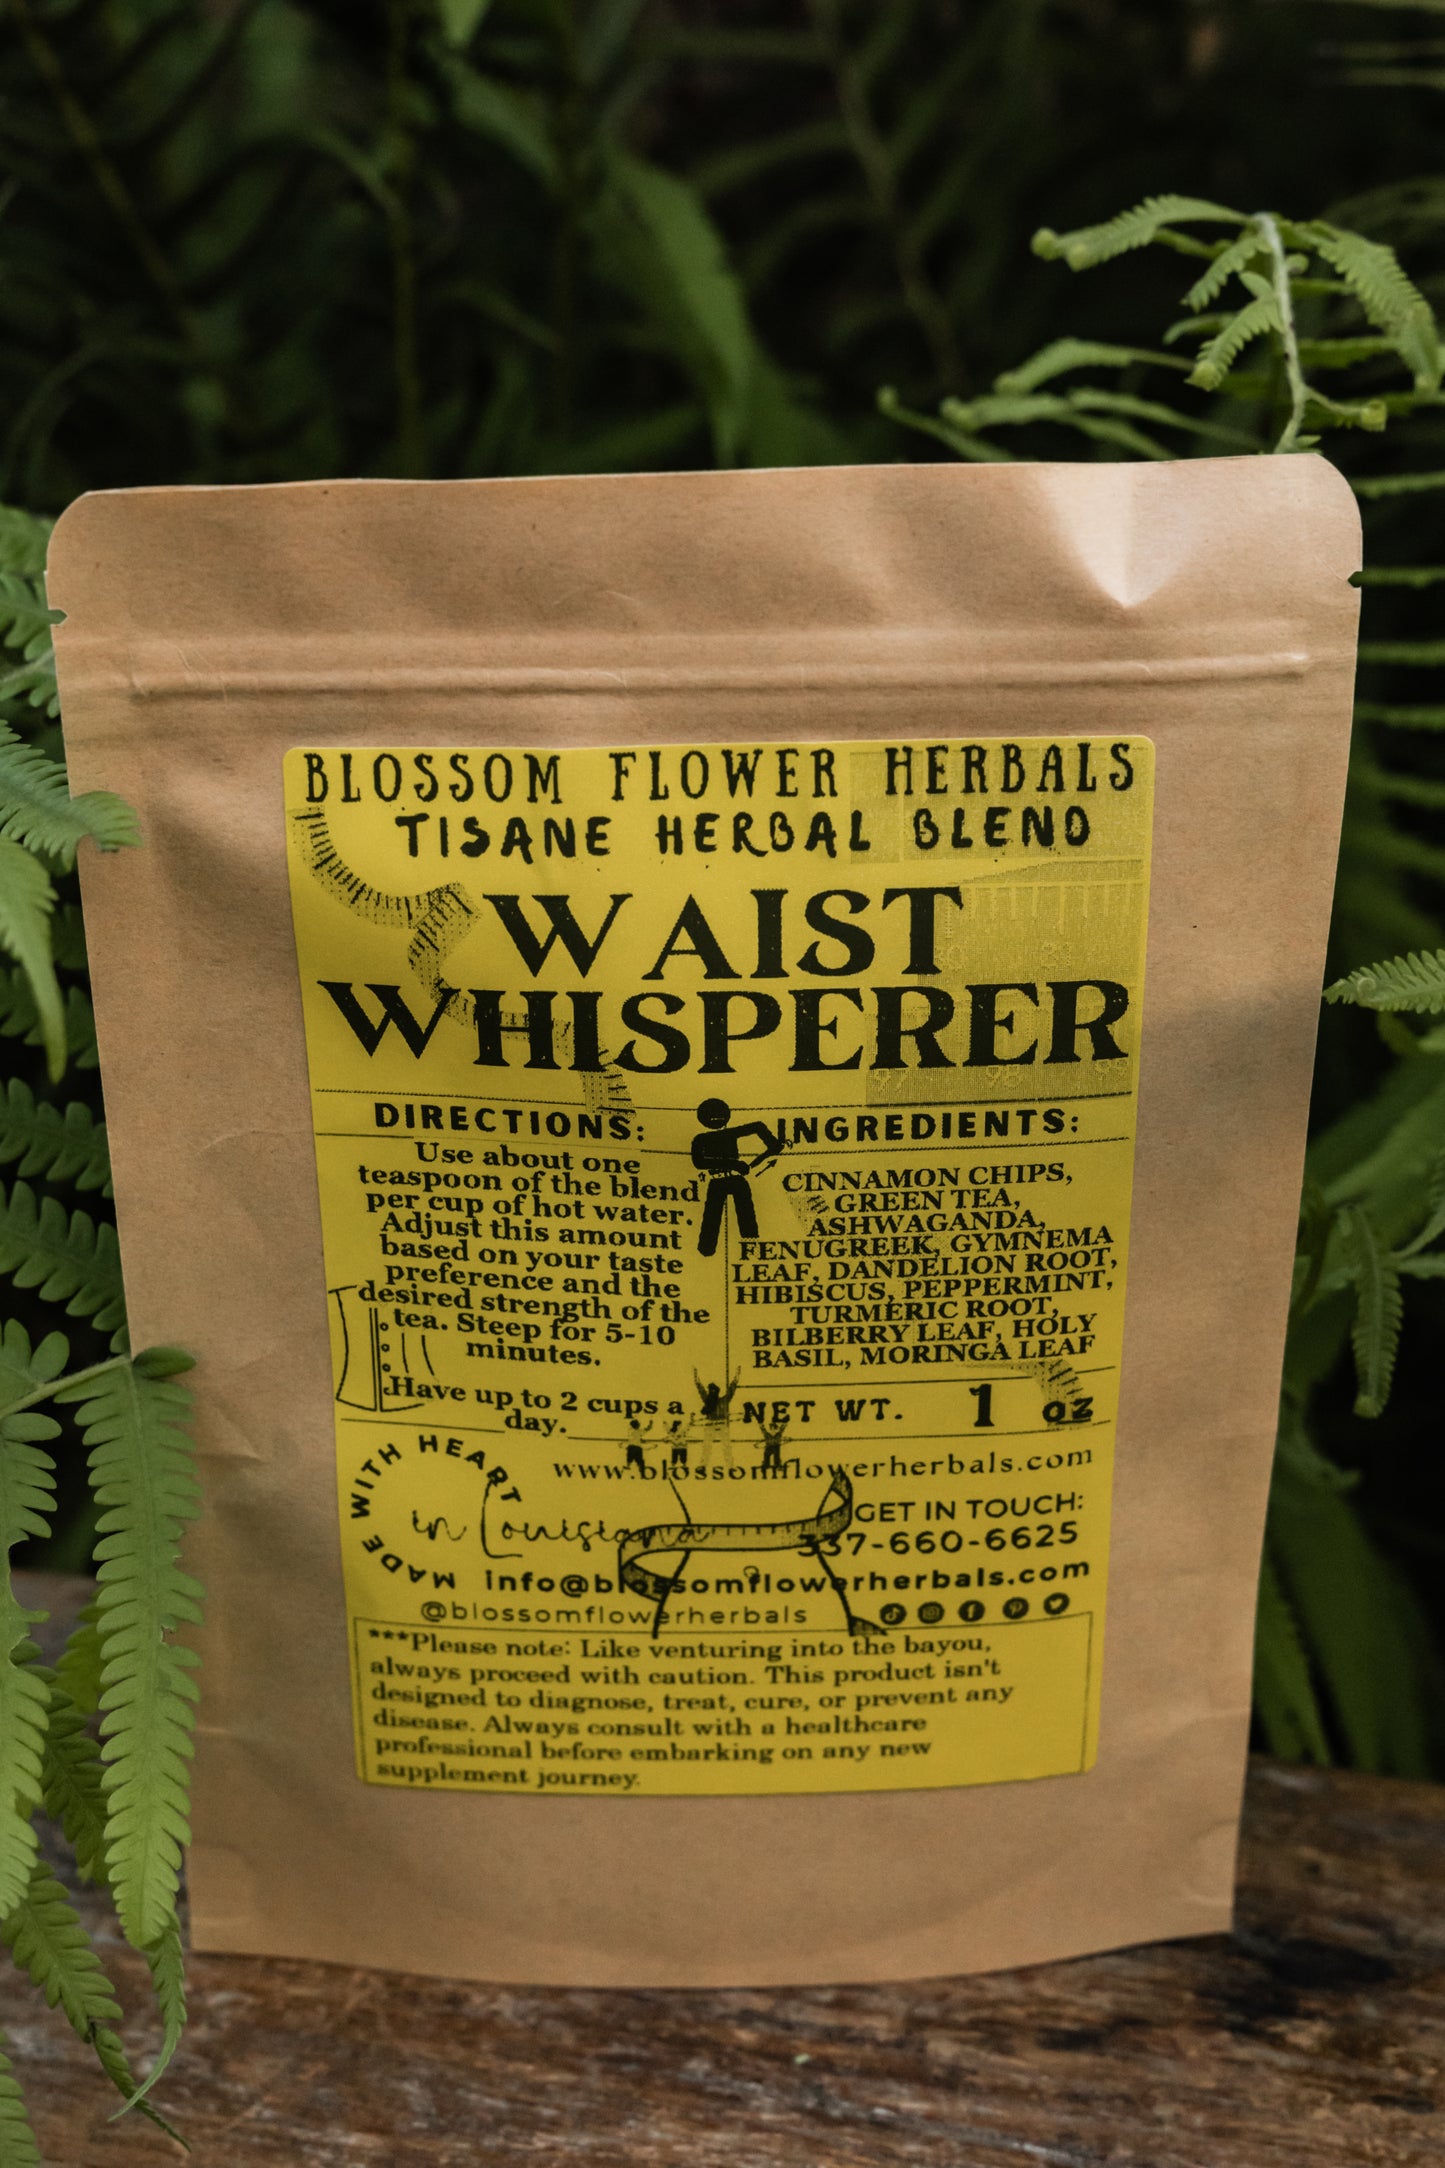 BLOSSOM FLOWER HERBALS
TISANE HERBAL BLEND
WAIST
WHISPERER
DIRECTIONS:
Use about one
teaspoon of the blend
per cup of hot water.
Adjust this amount
based on your taste
preference and the
desired strength of the
tea. Steep for 5-10
minutes.
Have up to 2 cups a
day.
INGREDIENTS:
CINNAMON CHIPS,
GREEN TEA,
ASHWAGANDA,
FENUGREEK, GYMNEMA
LEAF, DANDELION ROOT,
HIBISCUS, PEPPERMINT,
TURMERIC ROOT,
BILBERRY LEAF, HOLY
BASIL, MORINGA LEAF
NET WT. 1 OZ
MADE WITH HEART
in Louisiana
www.blossomflowerherbals.com
GET IN TOUCH:
337-660-6625
info@blossomflowerherbals.com
@blossomflowerherbals
***Please note: Like venturing into the bayou,
always proceed with caution. This product isn't
designed to diagnose, treat, cure, or prevent any
disease. Always consult with a healthcare
professional before embarking on any new
supplement journey.